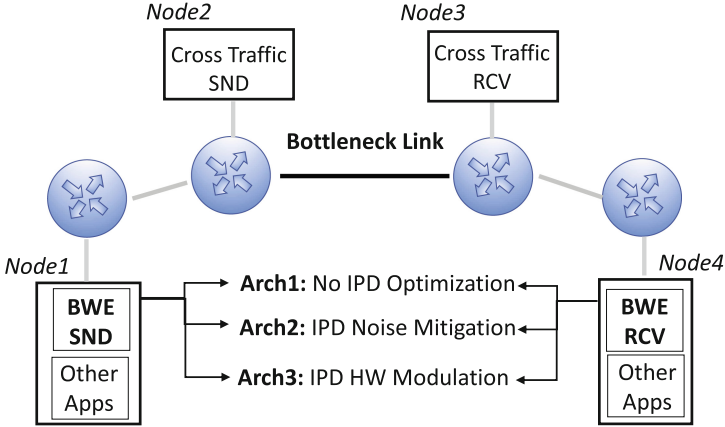 Node2
Node3
Cross Traffic
SND
Cross Traffic
RCV
Bottleneck Link
Node1
Node4
BWE
SND
Other
Apps
Arch1: No IPD Optimization
Arch2: IPD Noise Mitigation
Arch3: IPD HW Modulation
BWE
RCV
Other
Apps